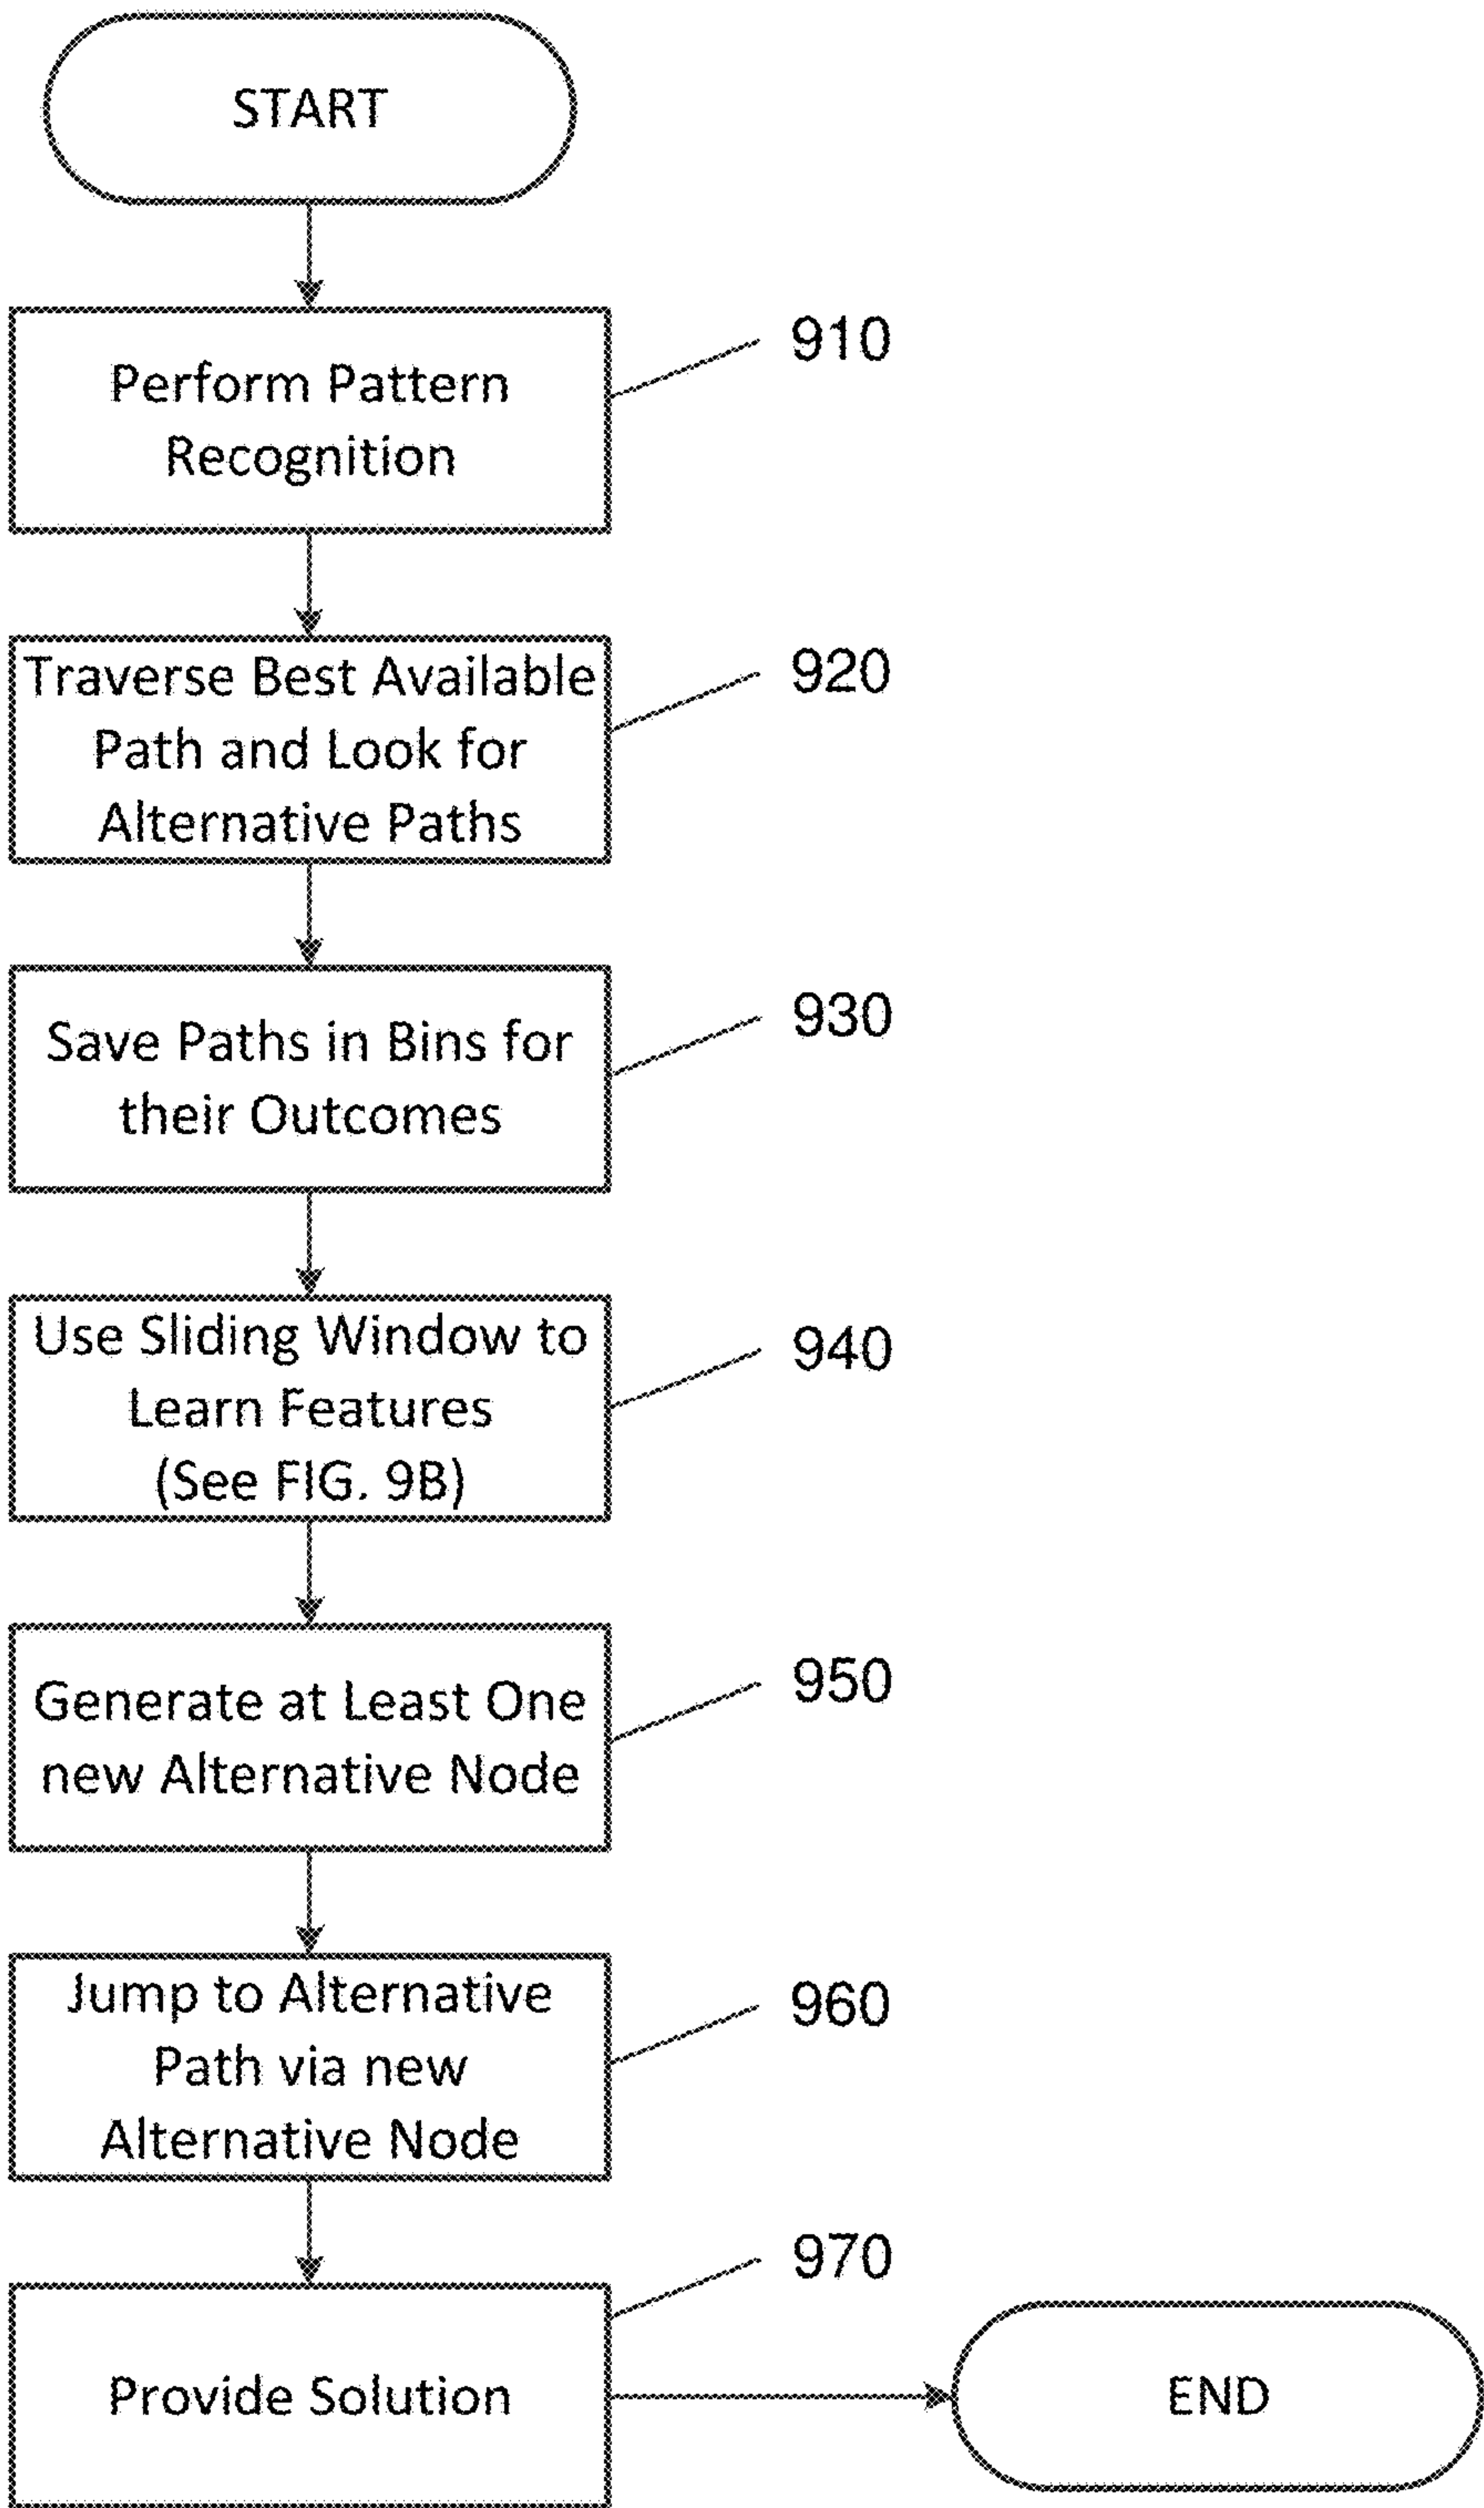 START
910
Perform Pattern
Recognition
920
Traverse Best Available
Path and Look for
Alternative Paths
930
Save Paths in Bins for
their Outcomes
940
Use Sliding Window to
Learn Features
(See FIG. 9B)
950
Generate at Least One
new Alternative Node
960
Jump to Alternative
Path via new
Alternative Node
970
Provide Solution
END